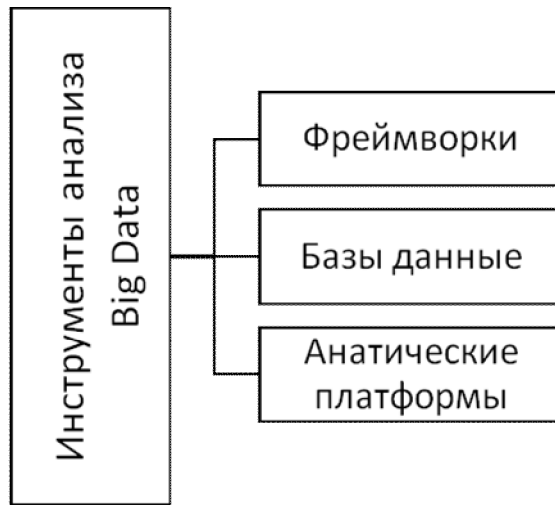 Инструменты анализа
Big Data
Фреймворки
Базы данные
Анатические
платформы